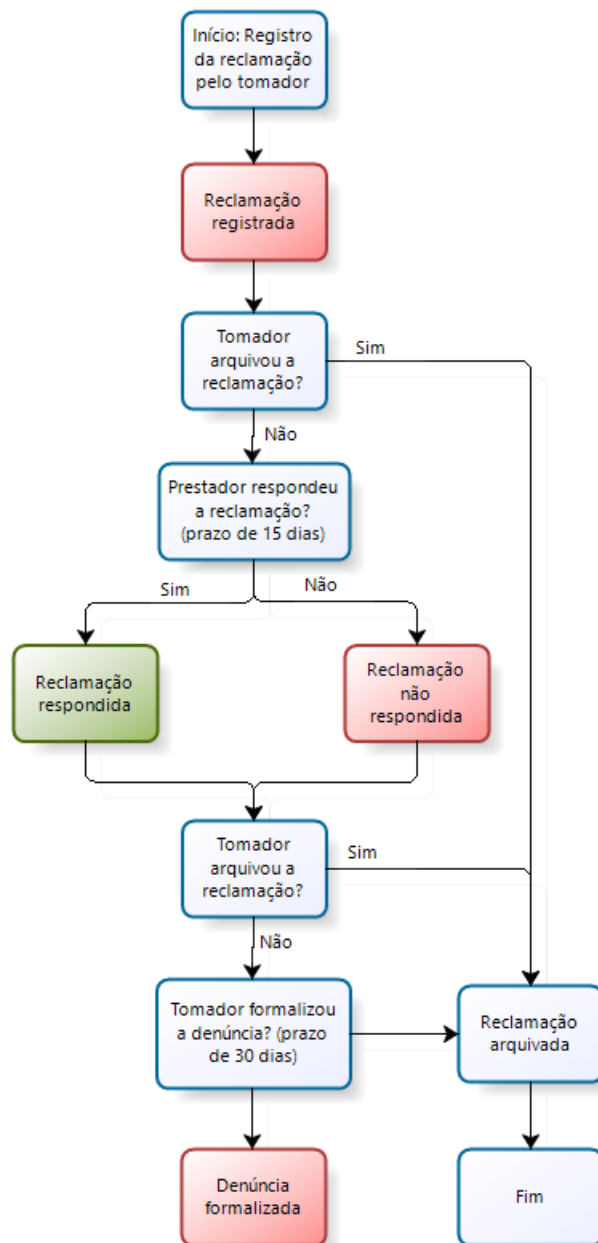 Início: Registro
da reclamação
pelo tomador
Reclamação
registrada
Tomador
arquivou a
reclamação?
Sim
Não
Prestador respondeu
a reclamação?
(prazo de 15 dias)
Sim
Não
Reclamação
respondida
Reclamação
não
respondida
Tomador
arquivou a
reclamação?
Sim
Não
Tomador formalizou
a denúncia? (prazo
de 30 dias)
Reclamação
arquivada
Denúncia
formalizada
Fim